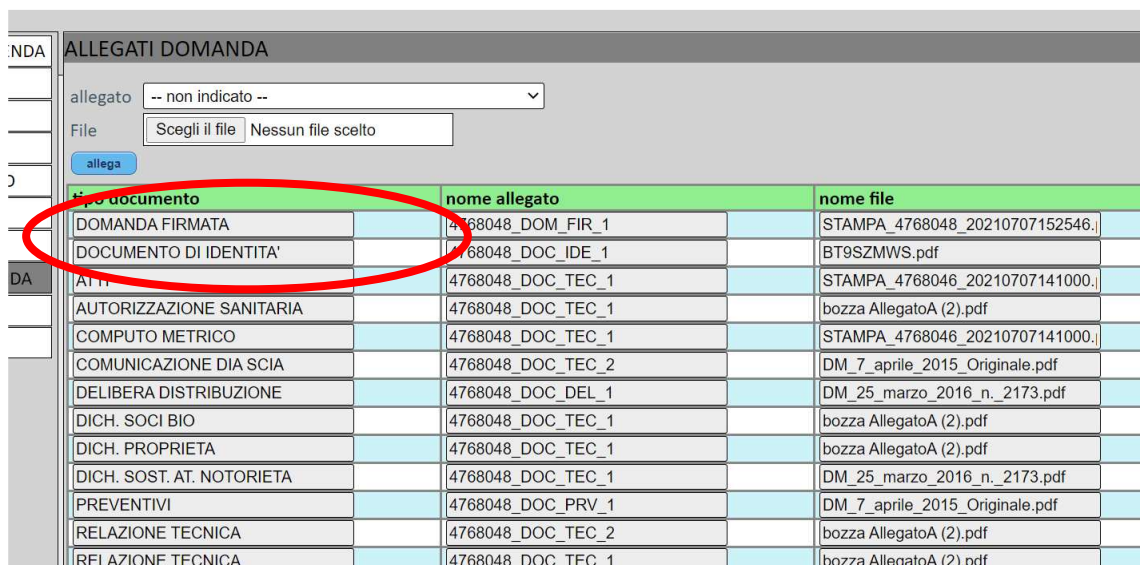 ENDA ALLEGATI DOMANDA
allegato -- non indicato --
File Scegli il file Nessun file scelto
allega
O
tipo documento nome allegato nome file
DOMANDA FIRMATA 4768048_DOM_FIR_1 STAMPA_4768048_20210707152546.p
DOCUMENTO DI IDENTITA' 4768048_DOC_IDE_1 BT9SZMWS.pdf
DA ATTI 4768048_DOC_TEC_1 STAMPA_4768046_20210707141000.p
AUTORIZZAZIONE SANITARIA 4768048_DOC_TEC_1 bozza AllegatoA (2).pdf
COMPUTO METRICO 4768048_DOC_TEC_1 STAMPA_4768046_20210707141000.p
COMUNICAZIONE DIA SCIA 4768048_DOC_TEC_2 DM_7_aprile_2015_Originale.pdf
DELIBERA DISTRIBUZIONE 4768048_DOC_DEL_1 DM_25_marzo_2016_n._2173.pdf
DICH. SOCI BIO 4768048_DOC_TEC_1 bozza AllegatoA (2).pdf
DICH. PROPRIETA 4768048_DOC_TEC_1 bozza AllegatoA (2).pdf
DICH. SOST. AT. NOTORIETA 4768048_DOC_TEC_1 DM_25_marzo_2016_n._2173.pdf
PREVENTIVI 4768048_DOC_PRV_1 DM_7_aprile_2015_Originale.pdf
RELAZIONE TECNICA 4768048_DOC_TEC_2 bozza AllegatoA (2).pdf
RELAZIONE TECNICA 4768048_DOC_TEC_1 bozza AllegatoA (2).pdf